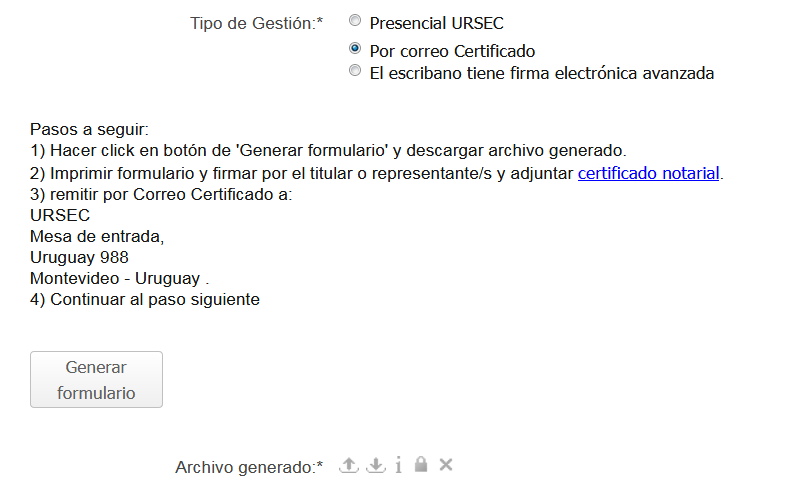 Tipo de Gestión:*
Presencial URSEC
Por correo Certificado
El escribano tiene firma electrónica avanzada
Pasos a seguir:
1) Hacer click en botón de 'Generar formulario' y descargar archivo generado.
2) Imprimir formulario y firmar por el titular o representante/s y adjuntar certificado notarial.
3) remitir por Correo Certificado a:
URSEC
Mesa de entrada,
Uruguay 988
Montevideo - Uruguay .
4) Continuar al paso siguiente
Generar
formulario
Archivo generado:*